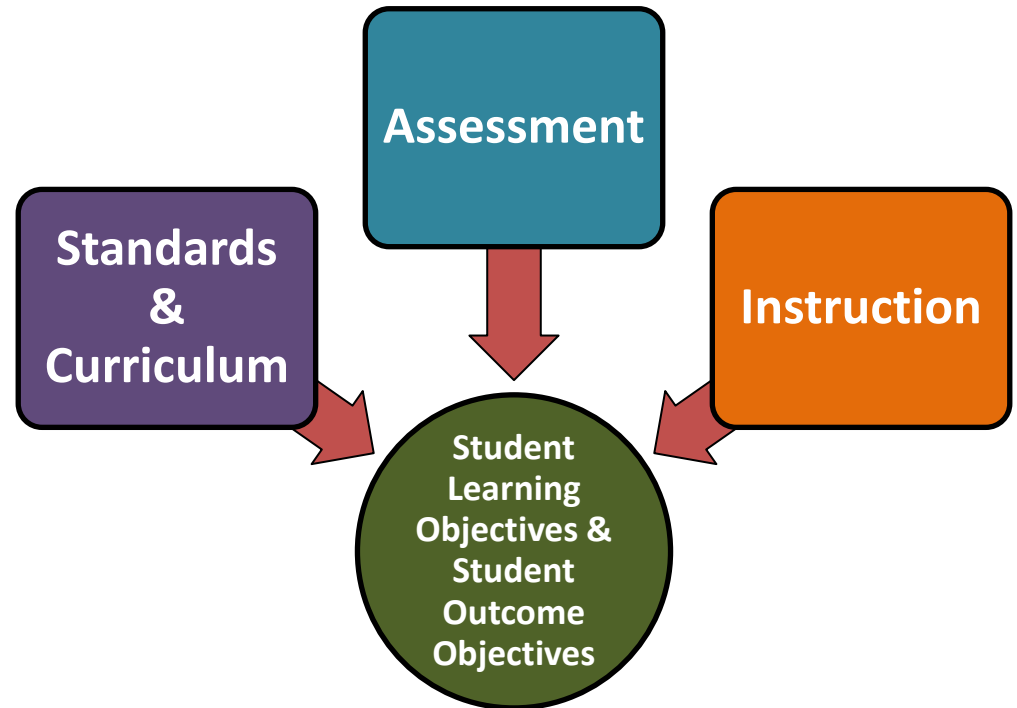 Assessment
Standards
&
Curriculum
Instruction
Student
Learning
Objectives &
Student
Outcome
Objectives